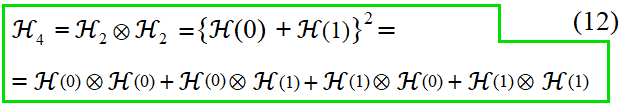 ℋ₄ = ℋ₂ ⊗ ℋ₂ = {ℋ(0) + ℋ(1)}² = (12)
= ℋ(0) ⊗ ℋ(0) + ℋ(0) ⊗ ℋ(1) + ℋ(1) ⊗ ℋ(0) + ℋ(1) ⊗ ℋ(1)